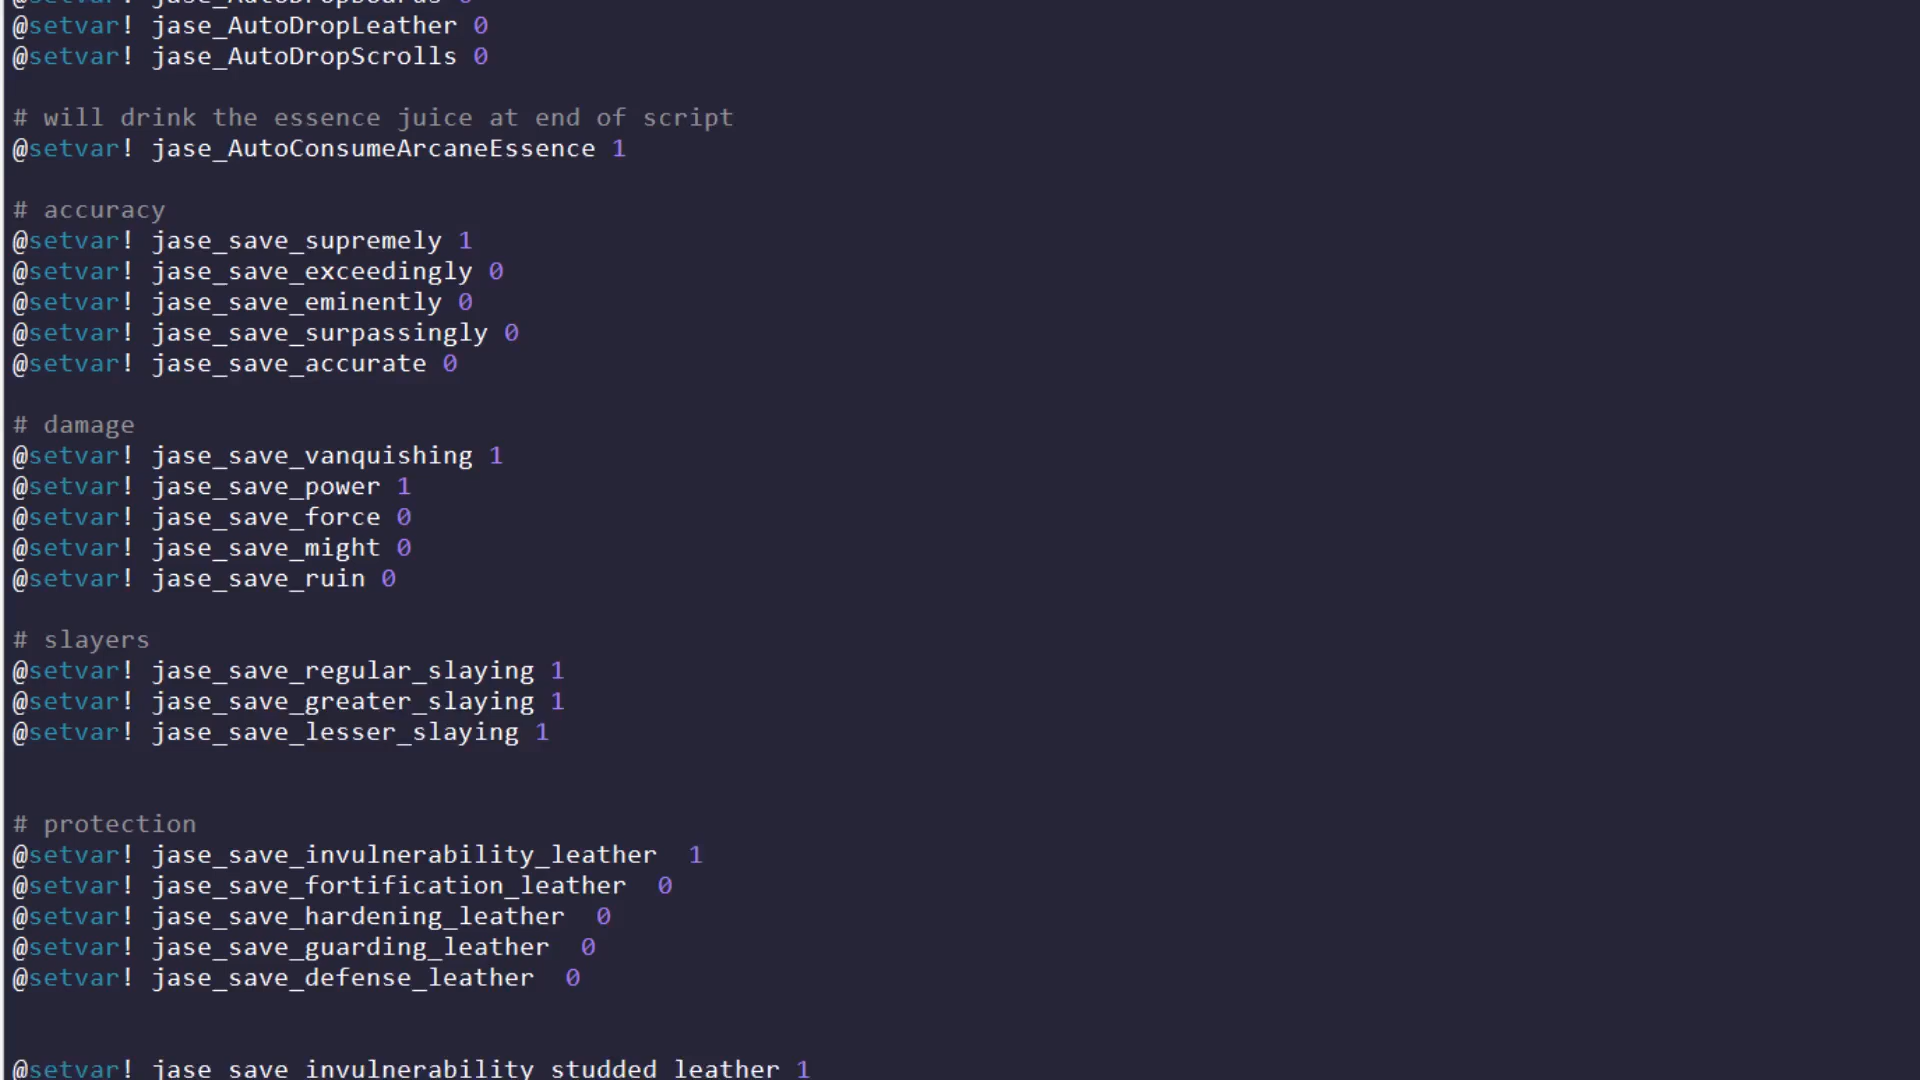 @setvar! jase_AutoDropBoards 0
@setvar! jase_AutoDropLeather 0
@setvar! jase_AutoDropScrolls 0
# will drink the essence juice at end of script
@setvar! jase_AutoConsumeArcaneEssence 1
# accuracy
@setvar! jase_save_supremely 1
@setvar! jase_save_exceedingly 0
@setvar! jase_save_eminently 0
@setvar! jase_save_surpassingly 0
@setvar! jase_save_accurate 0
# damage
@setvar! jase_save_vanquishing 1
@setvar! jase_save_power 1
@setvar! jase_save_force 0
@setvar! jase_save_might 0
@setvar! jase_save_ruin 0
# slayers
@setvar! jase_save_regular_slaying 1
@setvar! jase_save_greater_slaying 1
@setvar! jase_save_lesser_slaying 1
# protection
@setvar! jase_save_invulnerability_leather  1
@setvar! jase_save_fortification_leather  0
@setvar! jase_save_hardening_leather  0
@setvar! jase_save_guarding_leather  0
@setvar! jase_save_defense_leather  0
@setvar! jase_save_invulnerability_studded_leather 1